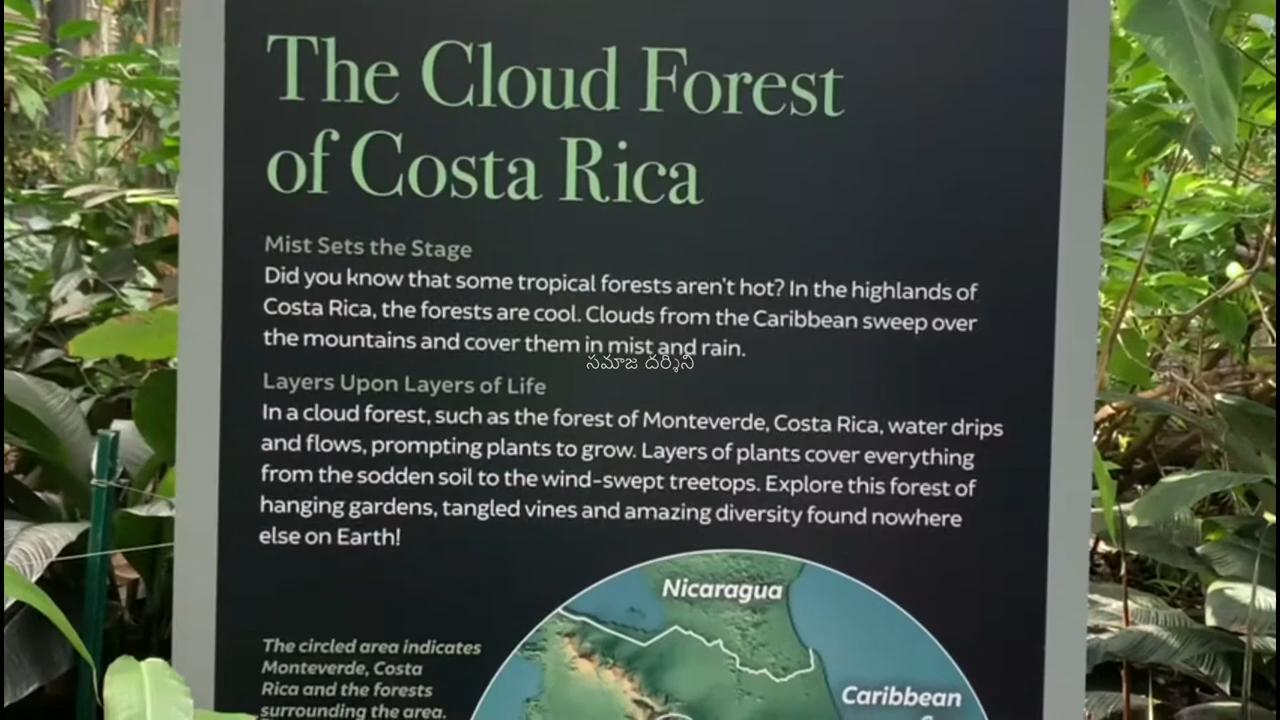 The Cloud Forest
of Costa Rica
Mist Sets the Stage
Did you know that some tropical forests aren't hot? In the highlands of
Costa Rica, the forests are cool. Clouds from the Caribbean sweep over
the mountains and cover them in mist and rain.
సమాజ దర్శిని
Layers Upon Layers of Life
In a cloud forest, such as the forest of Monteverde, Costa Rica, water drips
and flows, prompting plants to grow. Layers of plants cover everything
from the sodden soil to the wind-swept treetops. Explore this forest of
hanging gardens, tangled vines and amazing diversity found nowhere
else on Earth!
Nicaragua
The circled area indicates
Monteverde, Costa
Rica and the forests
surrounding the area.
Caribbean